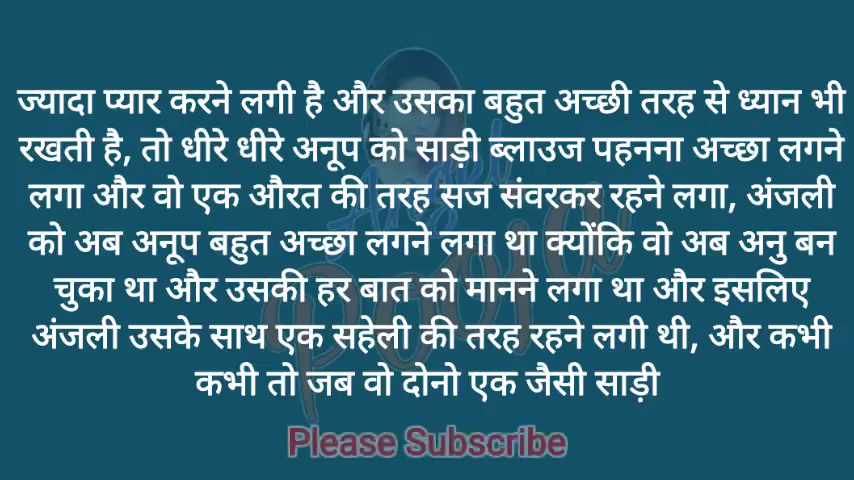 ज्यादा प्यार करने लगी है और उसका बहुत अच्छी तरह से ध्यान भी
रखती है, तो धीरे धीरे अनूप को साड़ी ब्लाउज पहनना अच्छा लगने
लगा और वो एक औरत की तरह सज संवरकर रहने लगा, अंजली
को अब अनूप बहुत अच्छा लगने लगा था क्योंकि वो अब अनु बन
चुका था और उसकी हर बात को मानने लगा था और इसलिए
अंजली उसके साथ एक सहेली की तरह रहने लगी थी, और कभी
कभी तो जब वो दोनो एक जैसी साड़ी
Angel
Pooja
Please Subscribe